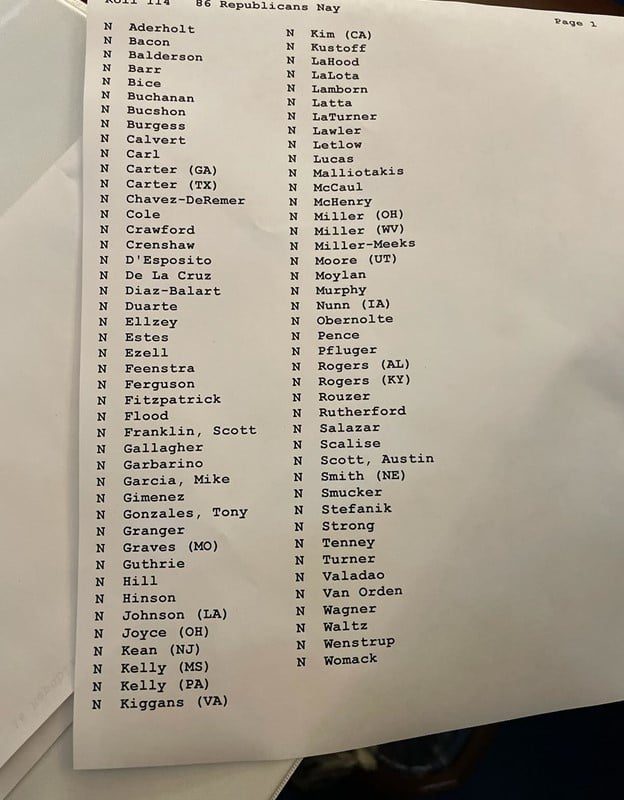 Roll 114 86 Republicans Nay
Page 1
N Aderholt
N Bacon
N Balderson
N Barr
N Bice
N Buchanan
N Bucshon
N Burgess
N Calvert
N Carl
N Carter (GA)
N Carter (TX)
N Chavez-DeRemer
N Cole
N Crawford
N Crenshaw
N D'Esposito
N De La Cruz
N Diaz-Balart
N Duarte
N Ellzey
N Estes
N Ezell
N Feenstra
N Ferguson
N Fitzpatrick
N Flood
N Franklin, Scott
N Gallagher
N Garbarino
N Garcia, Mike
N Gimenez
N Gonzales, Tony
N Granger
N Graves (MO)
N Guthrie
N Hill
N Hinson
N Johnson (LA)
N Joyce (OH)
N Kean (NJ)
N Kelly (MS)
N Kelly (PA)
N Kiggans (VA)
N Kim (CA)
N Kustoff
N LaHood
N LaLota
N Lamborn
N Latta
N LaTurner
N Lawler
N Letlow
N Lucas
N Malliotakis
N McCaul
N McHenry
N Miller (OH)
N Miller (WV)
N Miller-Meeks
N Moore (UT)
N Moylan
N Murphy
N Nunn (IA)
N Obernolte
N Pence
N Pfluger
N Rogers (AL)
N Rogers (KY)
N Rouzer
N Rutherford
N Salazar
N Scalise
N Scott, Austin
N Smith (NE)
N Smucker
N Stefanik
N Strong
N Tenney
N Turner
N Valadao
N Van Orden
N Wagner
N Waltz
N Wenstrup
N Womack